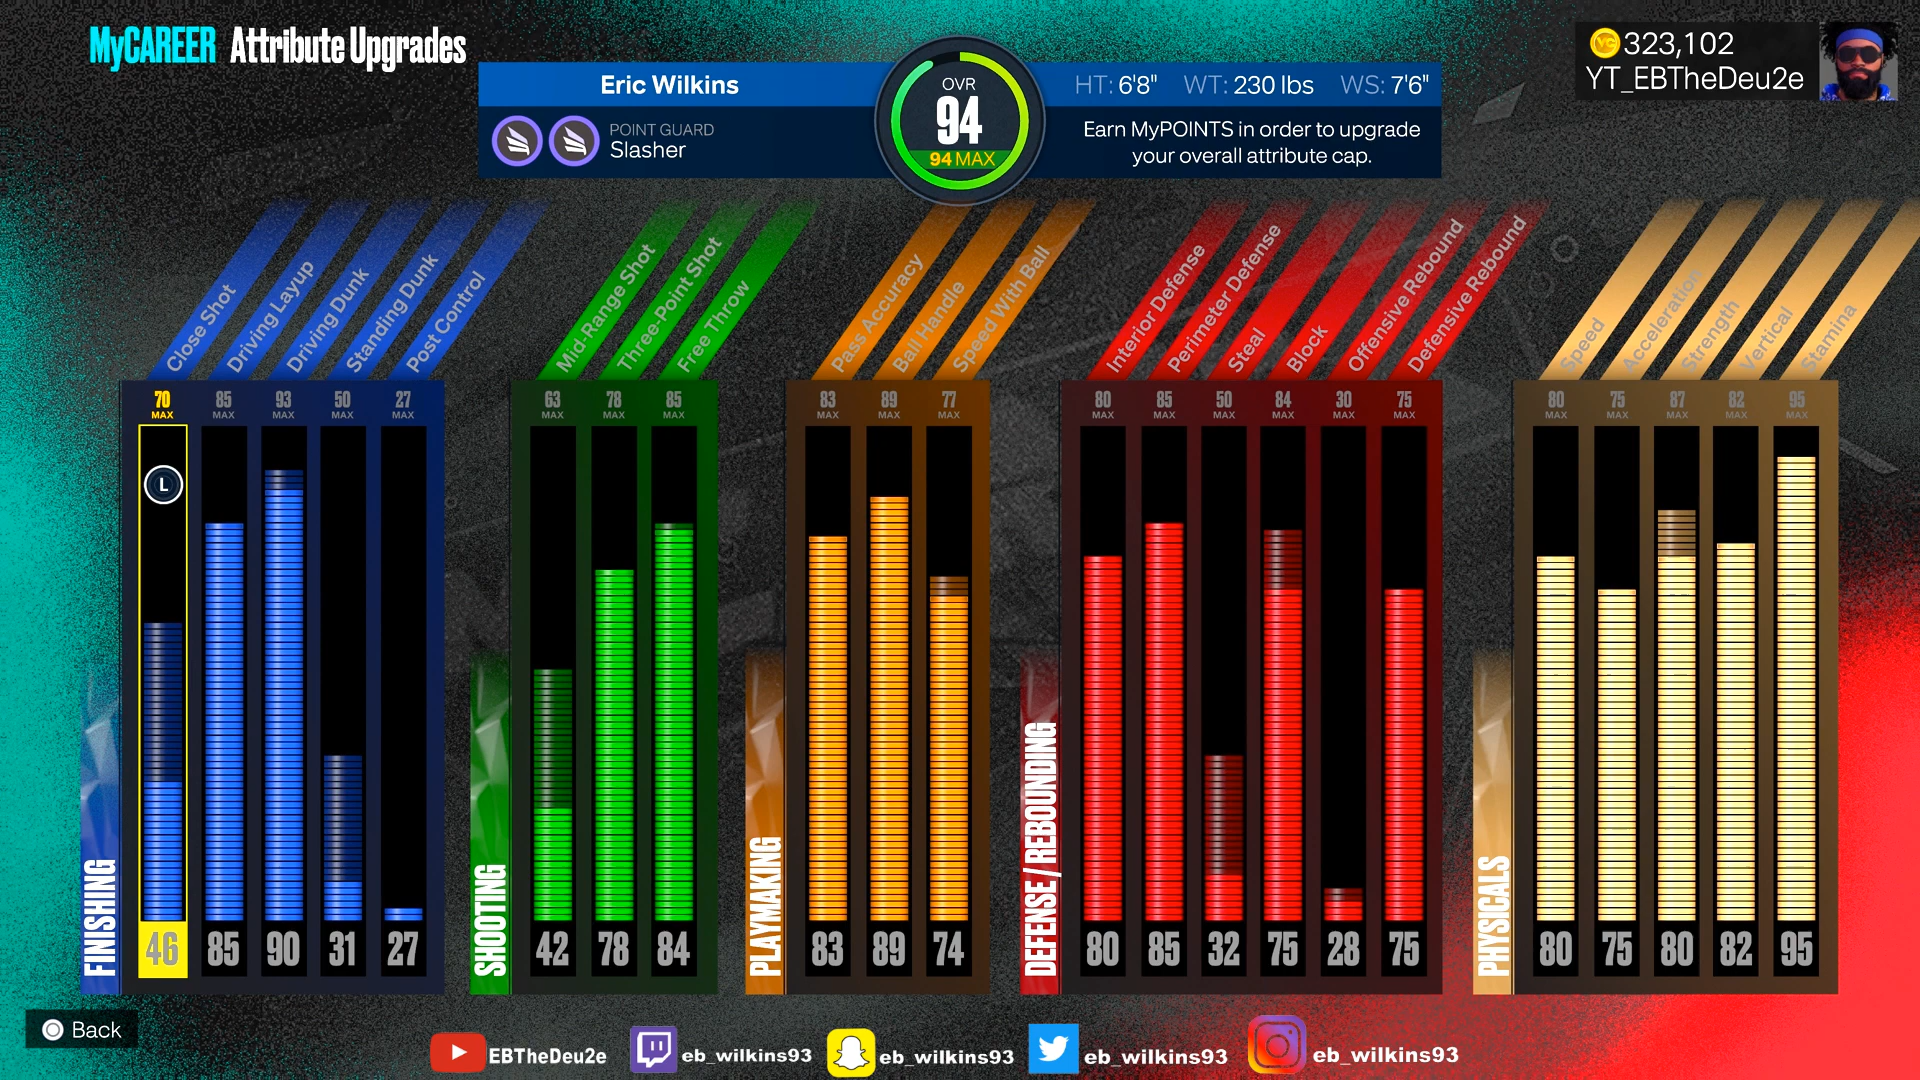 MyCAREER Attribute Upgrades
Eric Wilkins
POINT GUARD
Slasher
OVR
94
94 MAX
HT: 6'8" WT: 230 lbs WS: 7'6"
Earn MyPOINTS in order to upgrade
your overall attribute cap.
VC 323,102
YT_EBTheDeu2e
Close Shot
Driving Layup
Driving Dunk
Standing Dunk
Post Control
Mid-Range Shot
Three-Point Shot
Free Throw
Pass Accuracy
Ball Handle
Speed With Ball
Interior Defense
Perimeter Defense
Steal
Block
Offensive Rebound
Defensive Rebound
Speed
Acceleration
Strength
Vertical
Stamina
70 85 93 50 27
MAX MAX MAX MAX MAX
63 78 85
MAX MAX MAX
83 89 77
MAX MAX MAX
80 85 50 84 30 75
MAX MAX MAX MAX MAX MAX
80 75 87 82 95
MAX MAX MAX MAX MAX
L
FINISHING
46 85 90 31 27
SHOOTING
42 78 84
PLAYMAKING
83 89 74
DEFENSE/REBOUNDING
80 85 32 75 28 75
PHYSICALS
80 75 80 82 95
Back
EBTheDeu2e
eb_wilkins93
eb_wilkins93
eb_wilkins93
eb_wilkins93